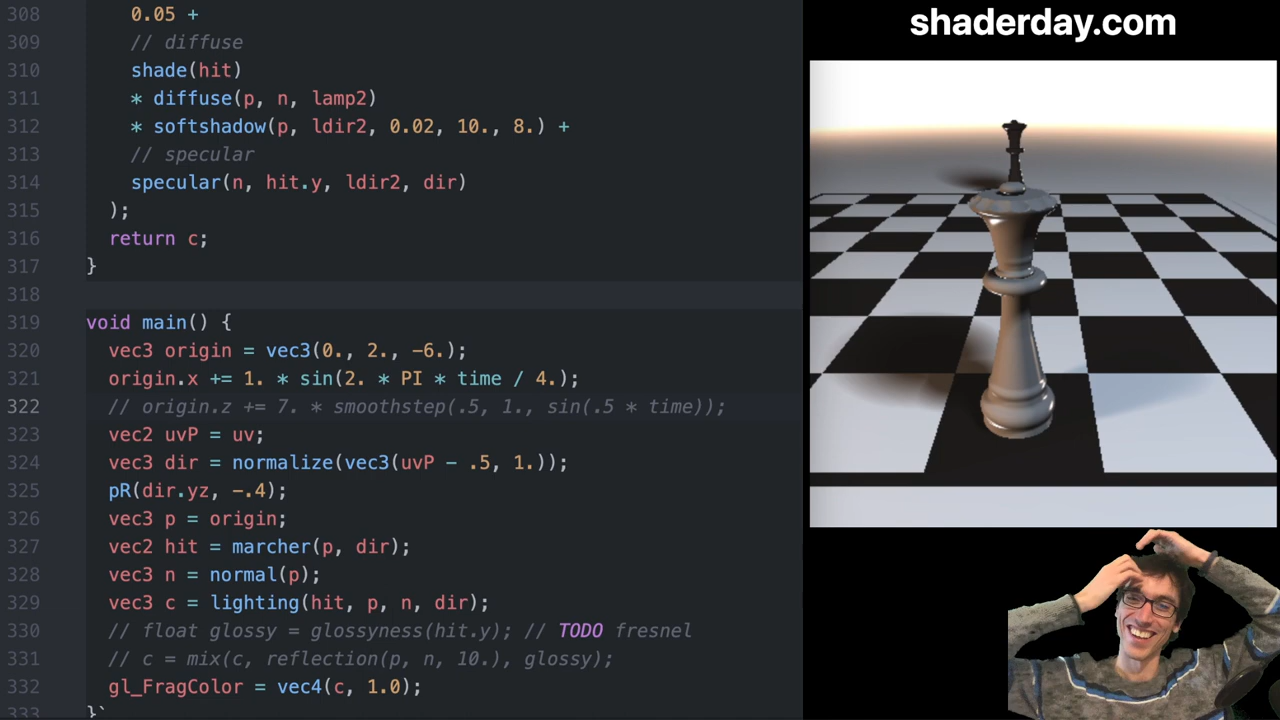 308 0.05 +
309 // diffuse
310 shade(hit)
311 * diffuse(p, n, lamp2)
312 * softshadow(p, ldir2, 0.02, 10., 8.) +
313 // specular
314 specular(n, hit.y, ldir2, dir)
315 );
316 return c;
317 }
318
319 void main() {
320 vec3 origin = vec3(0., 2., -6.);
321 origin.x += 1. * sin(2. * PI * time / 4.);
322 // origin.z += 7. * smoothstep(.5, 1., sin(.5 * time));
323 vec2 uvP = uv;
324 vec3 dir = normalize(vec3(uvP - .5, 1.));
325 pR(dir.yz, -.4);
326 vec3 p = origin;
327 vec2 hit = marcher(p, dir);
328 vec3 n = normal(p);
329 vec3 c = lighting(hit, p, n, dir);
330 // float glossy = glossyness(hit.y); // TODO fresnel
331 // c = mix(c, reflection(p, n, 10.), glossy);
332 gl_FragColor = vec4(c, 1.0);
333 }`
shaderday.com